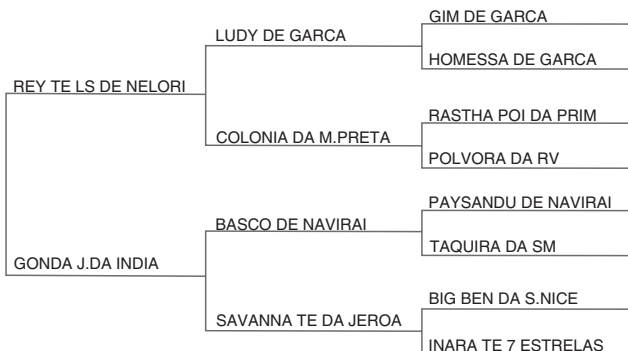 GIM DE GARCA
LUDY DE GARCA
HOMESSA DE GARCA
REY TE LS DE NELORI
RASTHA POI DA PRIM
COLONIA DA M.PRETA
POLVORA DA RV
PAYSANDU DE NAVIRAI
BASCO DE NAVIRAI
TAQUIRA DA SM
GONDA J.DA INDIA
BIG BEN DA S.NICE
SAVANNA TE DA JEROA
INARA TE 7 ESTRELAS